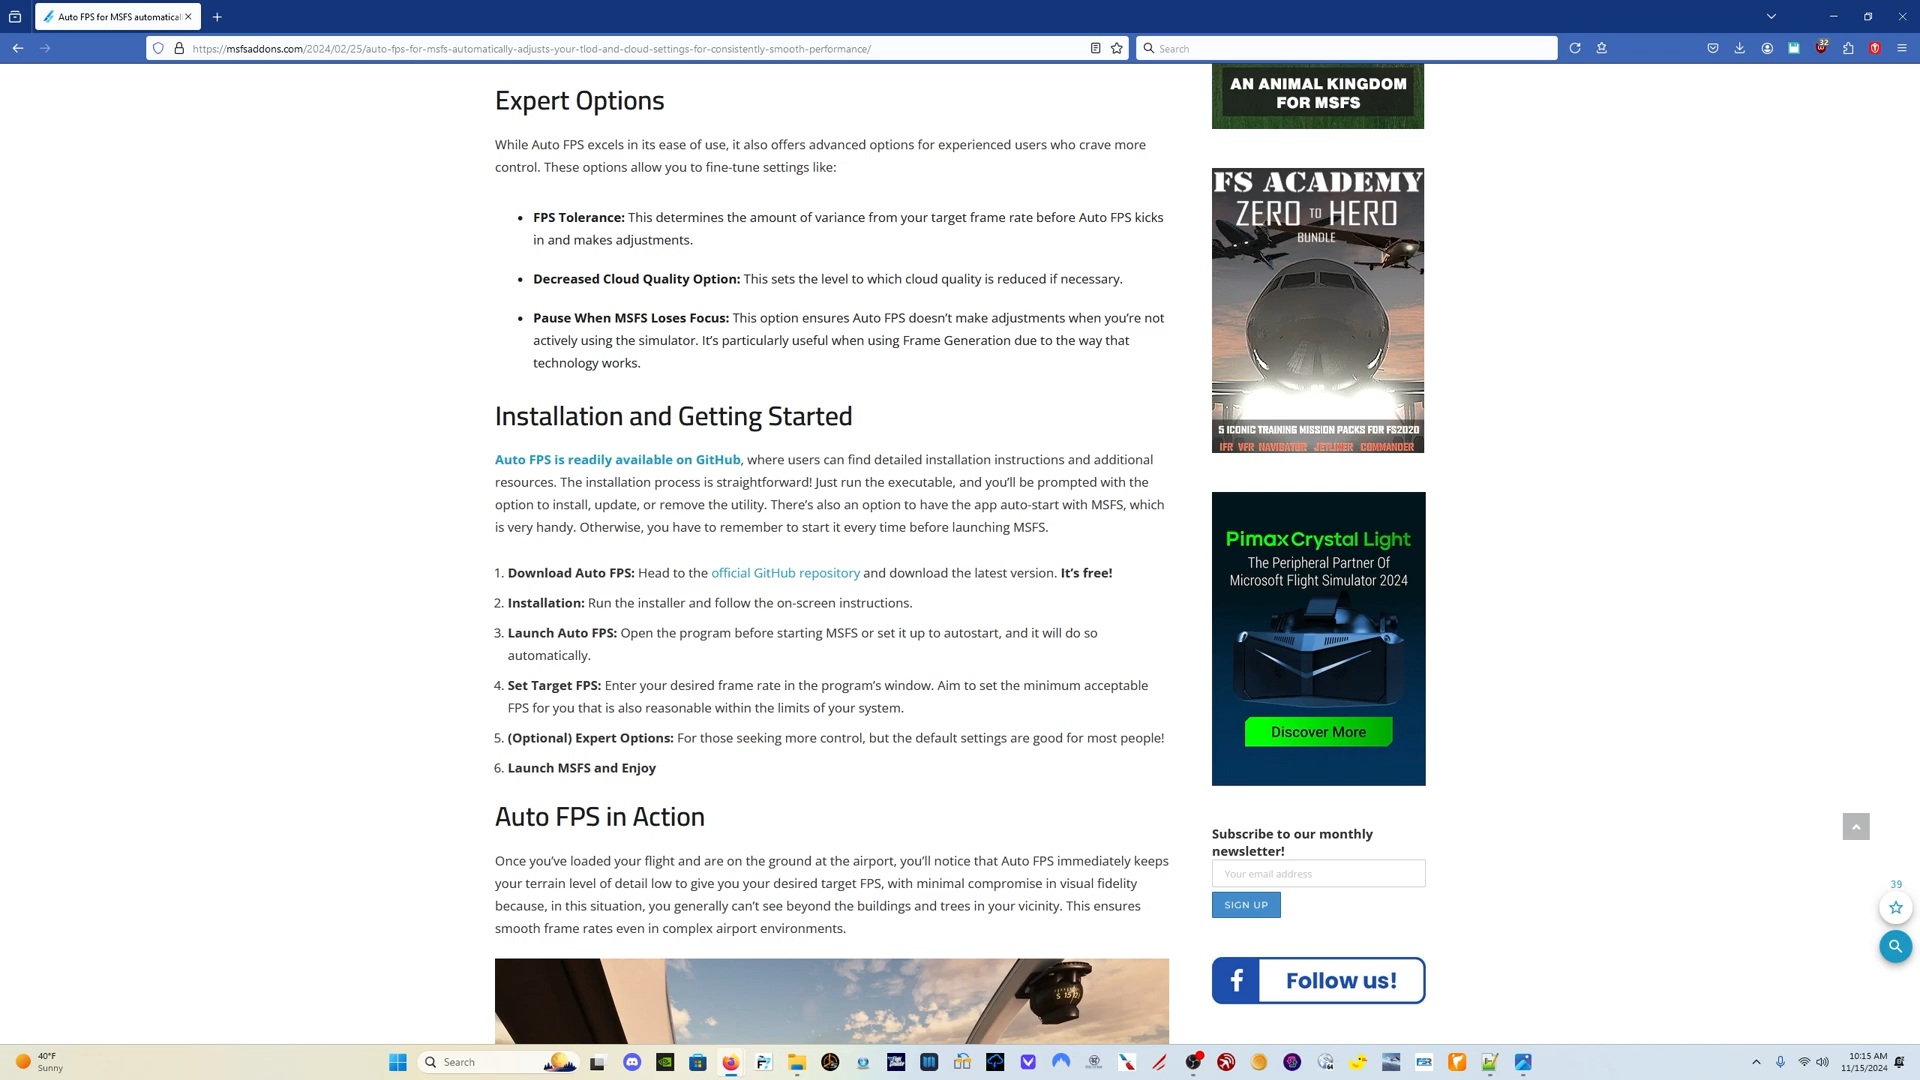 Auto FPS for MSFS automatical
https://msfsaddons.com/2024/02/25/auto-fps-for-msfs-automatically-adjusts-your-tlod-and-cloud-settings-for-consistently-smooth-performance/
Search
32
Expert Options
While Auto FPS excels in its ease of use, it also offers advanced options for experienced users who crave more
control. These options allow you to fine-tune settings like:
• FPS Tolerance: This determines the amount of variance from your target frame rate before Auto FPS kicks
in and makes adjustments.
• Decreased Cloud Quality Option: This sets the level to which cloud quality is reduced if necessary.
• Pause When MSFS Loses Focus: This option ensures Auto FPS doesn’t make adjustments when you’re not
actively using the simulator. It’s particularly useful when using Frame Generation due to the way that
technology works.
Installation and Getting Started
Auto FPS is readily available on GitHub, where users can find detailed installation instructions and additional
resources. The installation process is straightforward! Just run the executable, and you’ll be prompted with the
option to install, update, or remove the utility. There’s also an option to have the app auto-start with MSFS, which
is very handy. Otherwise, you have to remember to start it every time before launching MSFS.
1. Download Auto FPS: Head to the official GitHub repository and download the latest version. It’s free!
2. Installation: Run the installer and follow the on-screen instructions.
3. Launch Auto FPS: Open the program before starting MSFS or set it up to autostart, and it will do so
automatically.
4. Set Target FPS: Enter your desired frame rate in the program’s window. Aim to set the minimum acceptable
FPS for you that is also reasonable within the limits of your system.
5. (Optional) Expert Options: For those seeking more control, but the default settings are good for most people!
6. Launch MSFS and Enjoy
Auto FPS in Action
Once you’ve loaded your flight and are on the ground at the airport, you’ll notice that Auto FPS immediately keeps
your terrain level of detail low to give you your desired target FPS, with minimal compromise in visual fidelity
because, in this situation, you generally can’t see beyond the buildings and trees in your vicinity. This ensures
smooth frame rates even in complex airport environments.
AN ANIMAL KINGDOM
FOR MSFS
FS ACADEMY
ZERO TO HERO
BUNDLE
5 ICONIC TRAINING MISSION PACKS FOR FS2020
IFR VFR NAVIGATOR JETLINER COMMANDER
Pimax Crystal Light
The Peripheral Partner Of
Microsoft Flight Simulator 2024
Discover More
Subscribe to our monthly
newsletter!
Your email address
SIGN UP
Follow us!
39
40°F
Sunny
Search
10:15 AM
11/15/2024